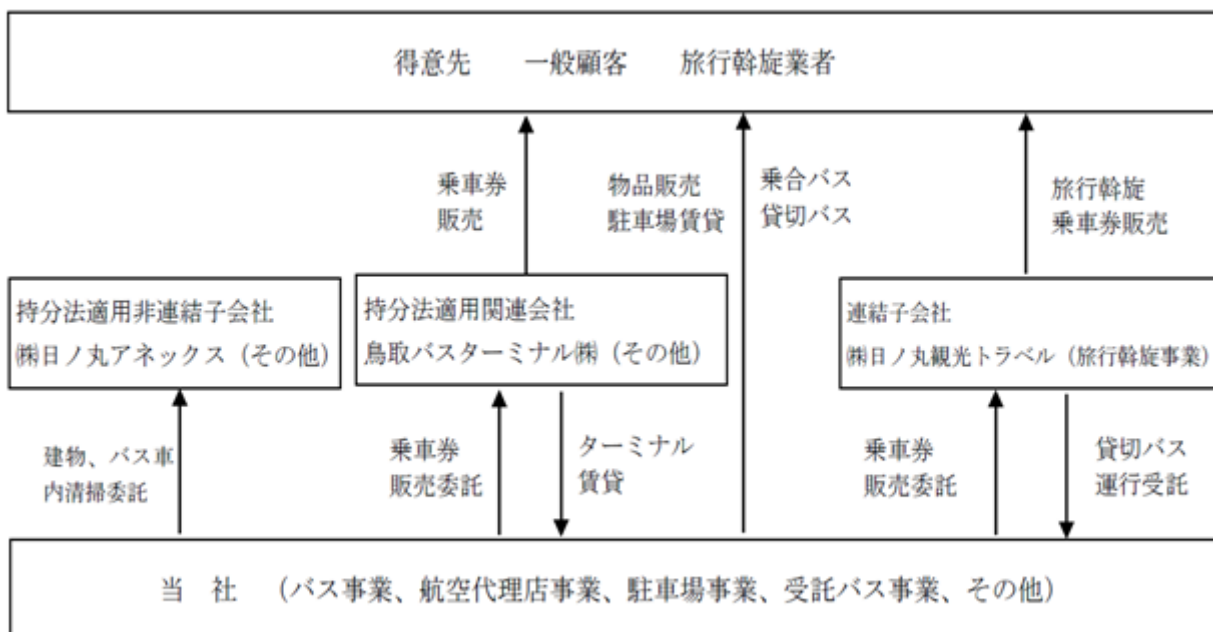 得意先　一般顧客　旅行斡旋業者
乗車券
販売
物品販売
駐車場賃貸
乗合バス
貸切バス
旅行斡旋
乗車券販売
持分法適用非連結子会社
㈱日ノ丸アネックス（その他）
持分法適用関連会社
鳥取バスターミナル㈱（その他）
連結子会社
㈱日ノ丸観光トラベル（旅行斡旋事業）
建物、バス車
内清掃委託
乗車券
販売委託
ターミナル
賃貸
乗車券
販売委託
貸切バス
運行受託
当　社　（バス事業、航空代理店事業、駐車場事業、受託バス事業、その他）